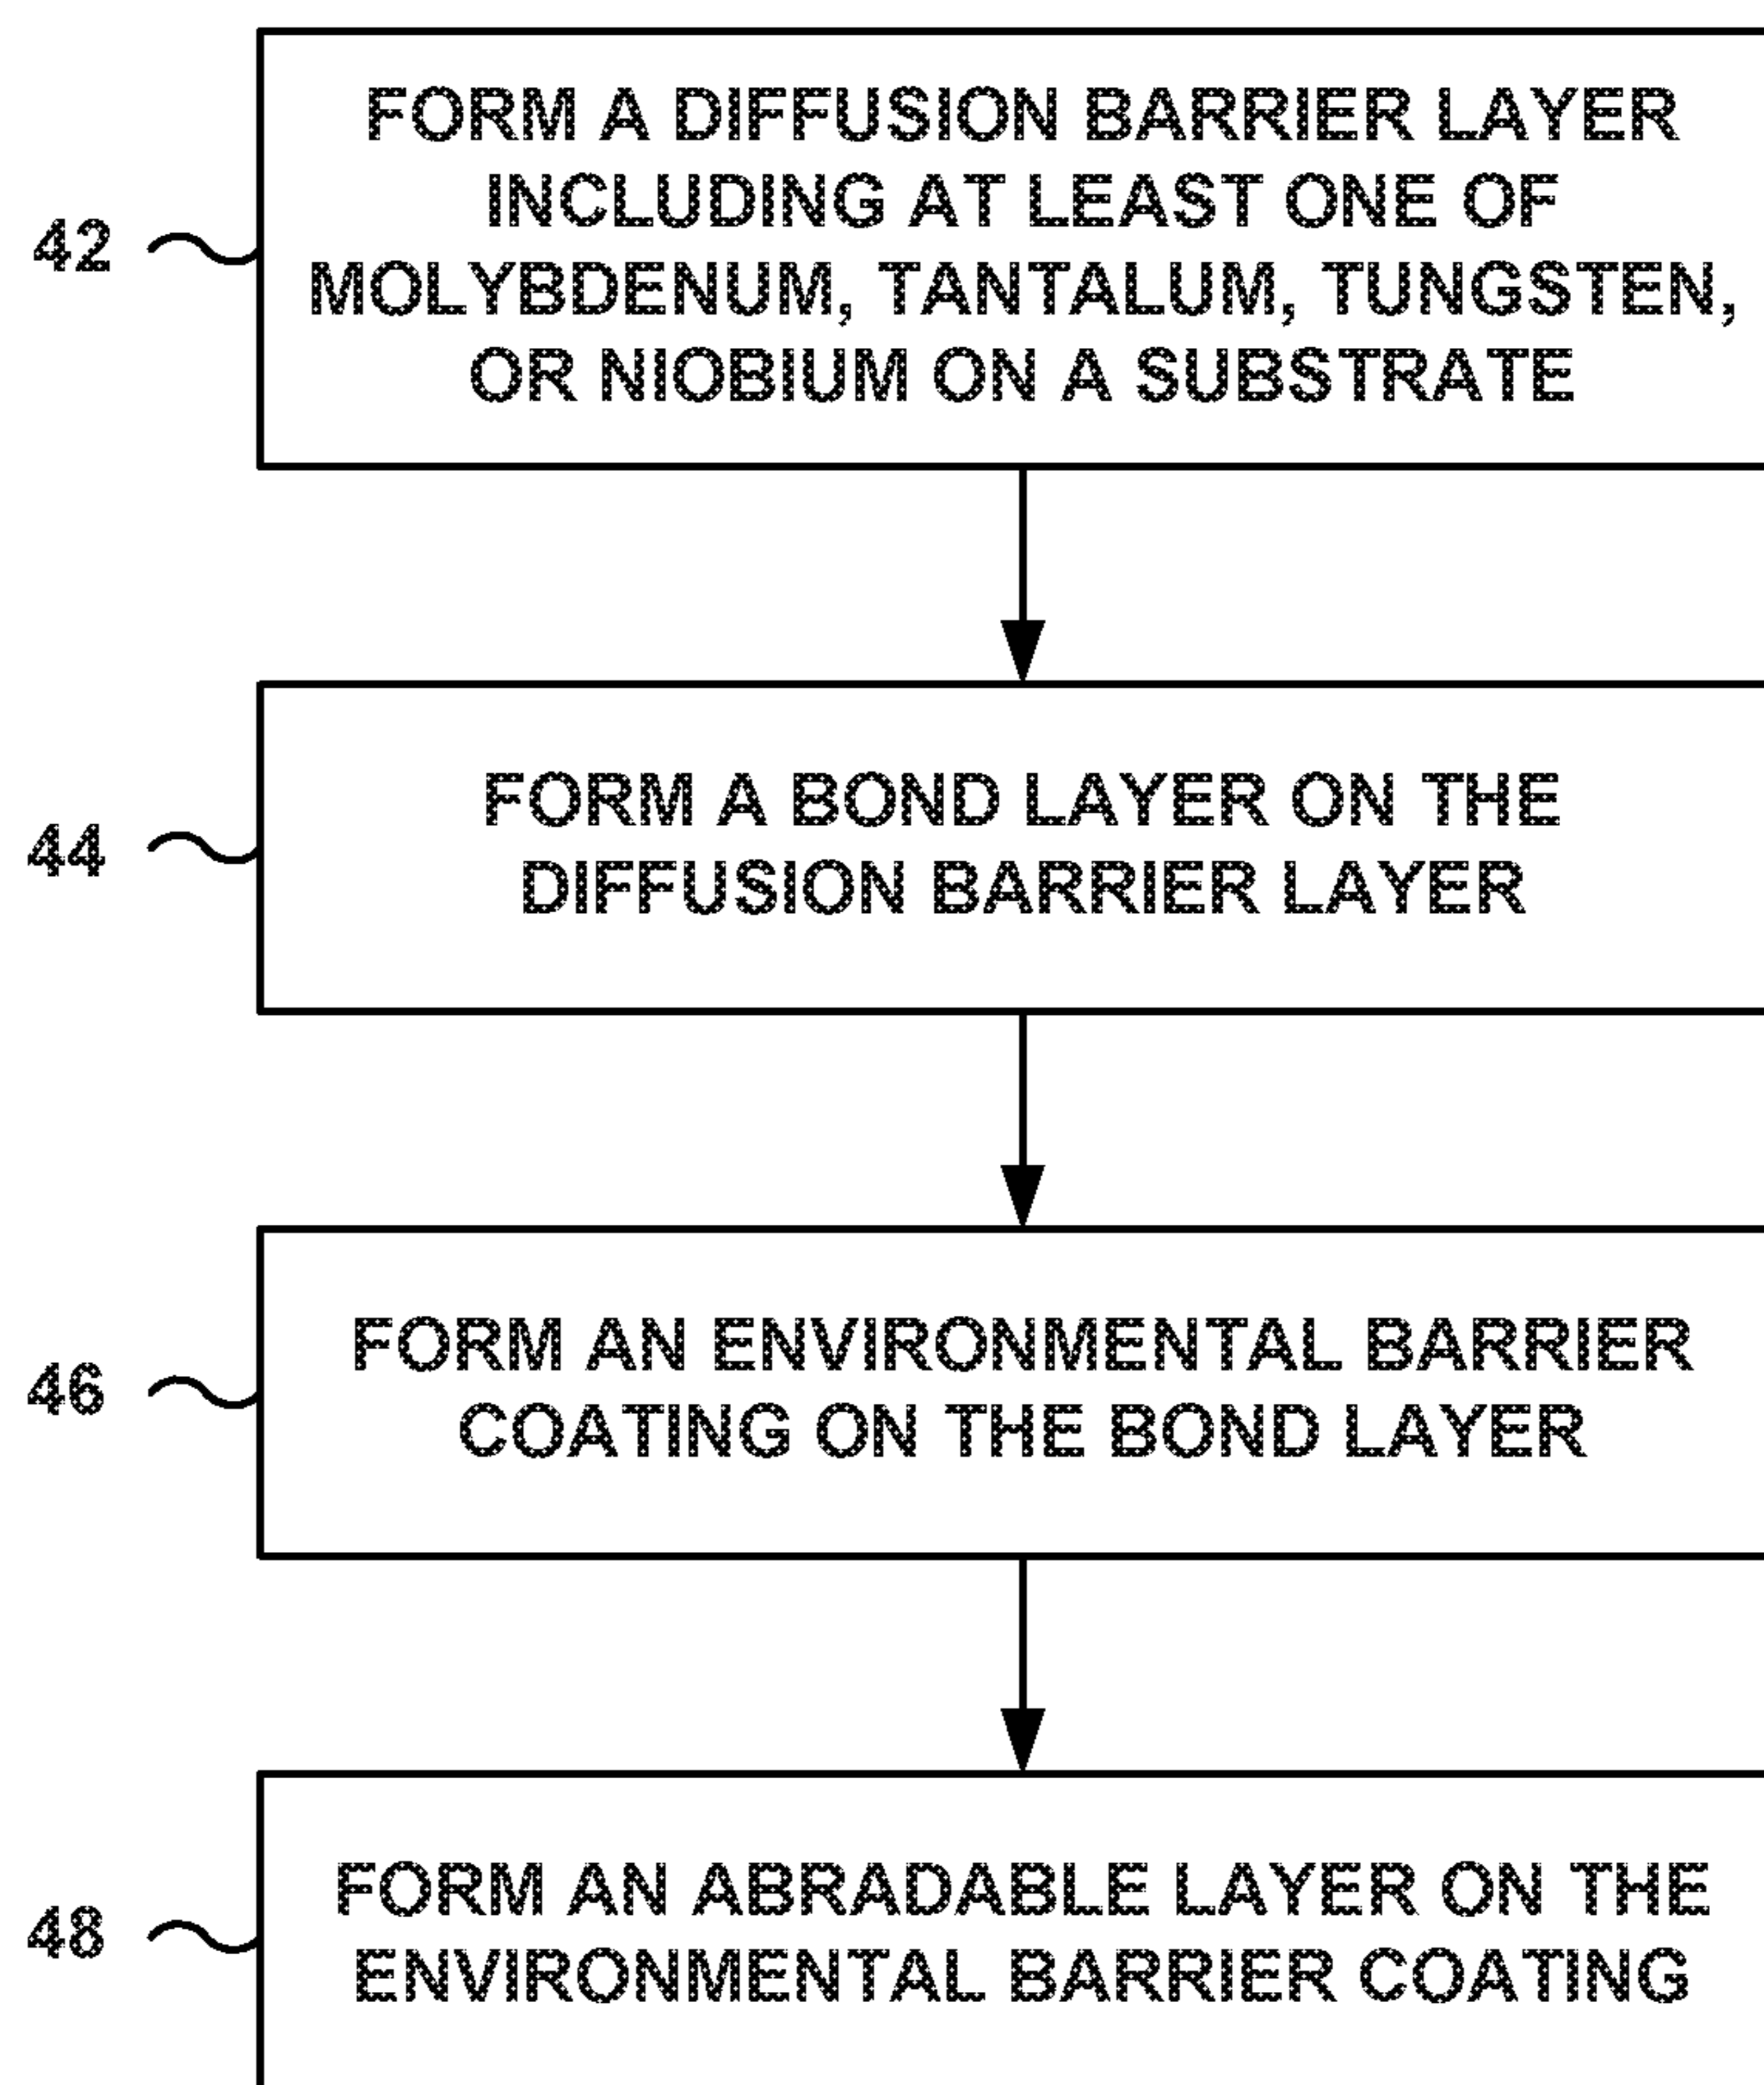 FORM A DIFFUSION BARRIER LAYER
INCLUDING AT LEAST ONE OF
42
MOLYBDENUM, TANTALUM, TUNGSTEN,
OR NIOBIUM ON A SUBSTRATE
FORM A BOND LAYER ON THE
44
DIFFUSION BARRIER LAYER
FORM AN ENVIRONMENTAL BARRIER
46
COATING ON THE BOND LAYER
FORM AN ABRADABLE LAYER ON THE
48
ENVIRONMENTAL BARRIER COATING